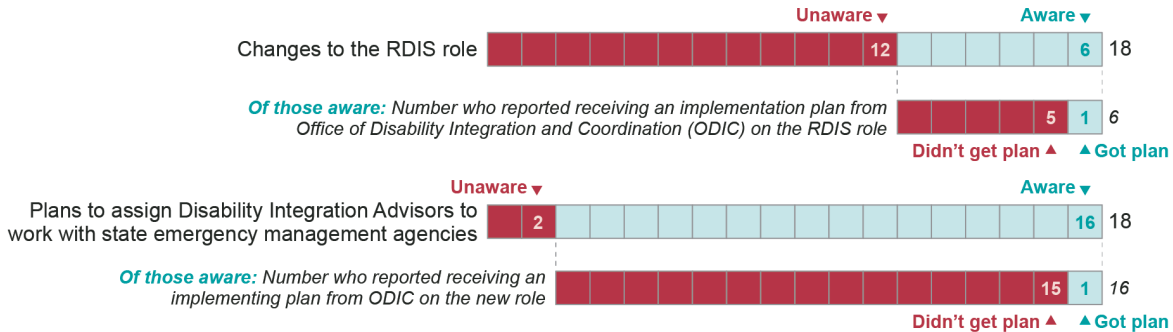 Unaware ▼ Aware ▼
Changes to the RDIS role 12 6 18
Of those aware: Number who reported receiving an implementation plan from
Office of Disability Integration and Coordination (ODIC) on the RDIS role 5 1 6
Didn’t get plan ▲ ▲ Got plan
Unaware ▼ Aware ▼
Plans to assign Disability Integration Advisors to
work with state emergency management agencies 2 16 18
Of those aware: Number who reported receiving an
implementing plan from ODIC on the new role 15 1 16
Didn’t get plan ▲ ▲ Got plan